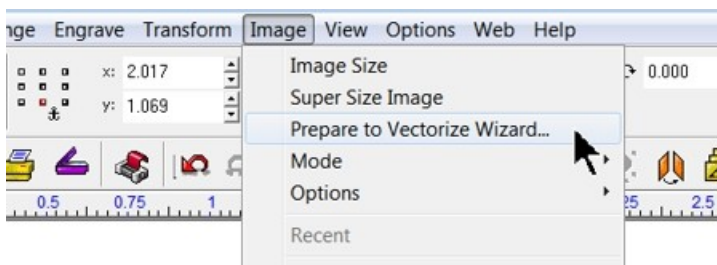 nge Engrave Transform Image View Options Web Help
x: 2.017
y: 1.069
0.000
Image Size
Super Size Image
Prepare to Vectorize Wizard...
Mode
Options
Recent
0.5 0.75 1 25 2.5